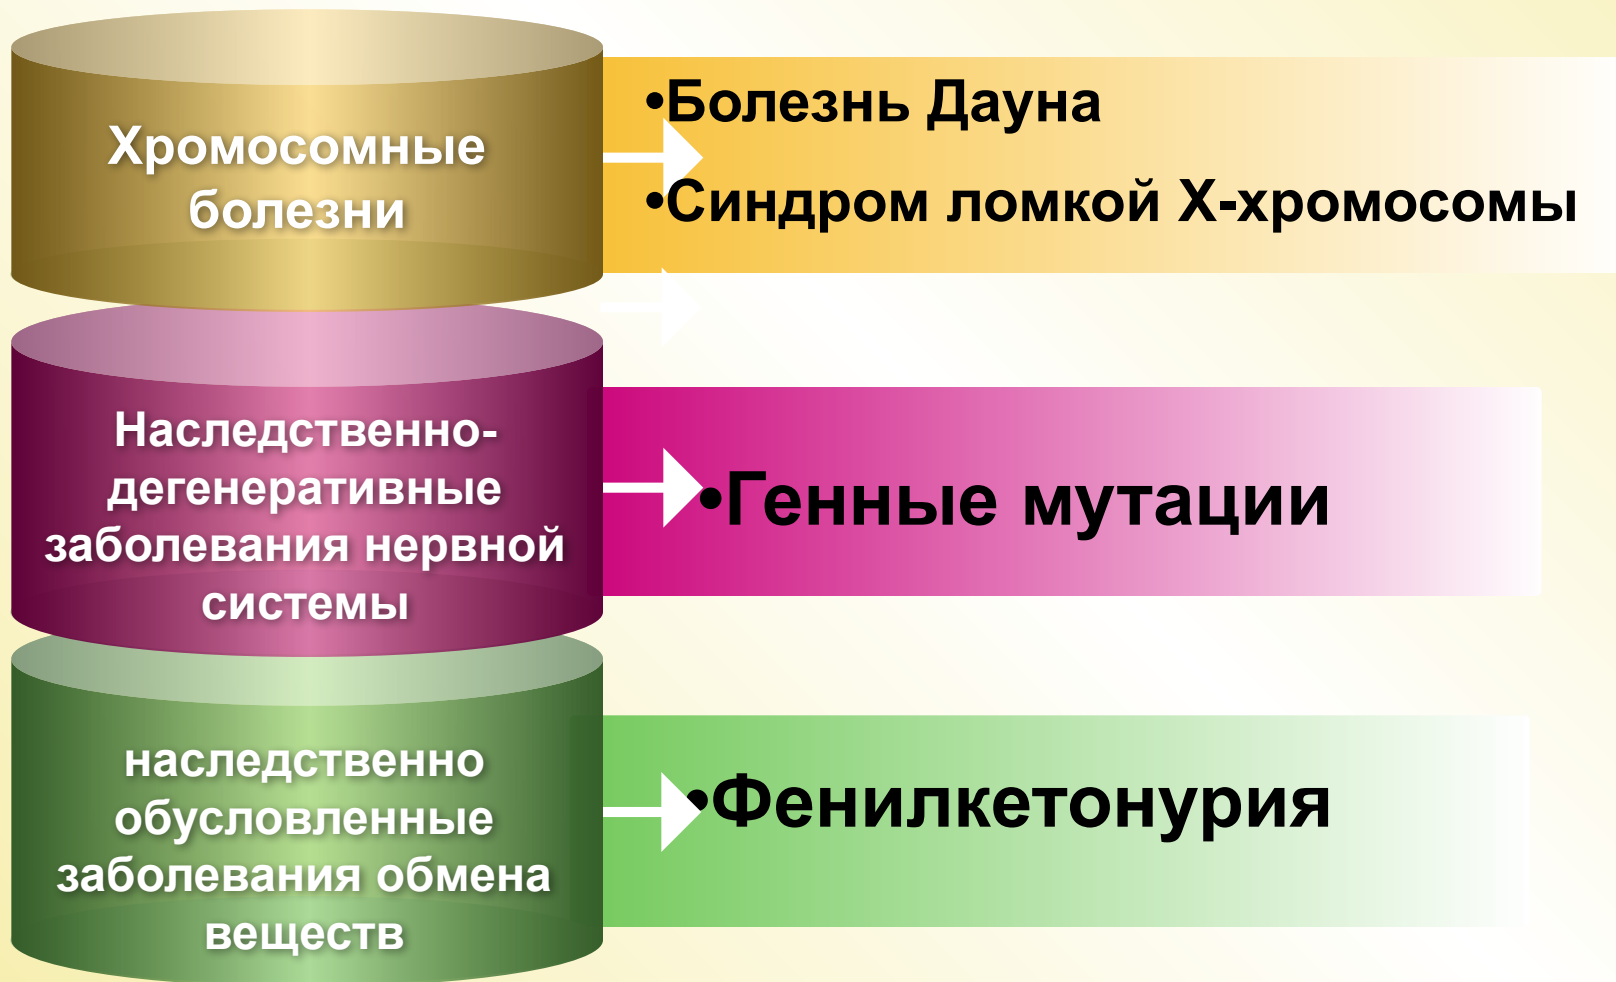 Хромосомные
болезни
•Болезнь Дауна
•Синдром ломкой Х-хромосомы
Наследственно-
дегенеративные
заболевания нервной
системы
•Генные мутации
наследственно
обусловленные
заболевания обмена
веществ
•Фенилкетонурия